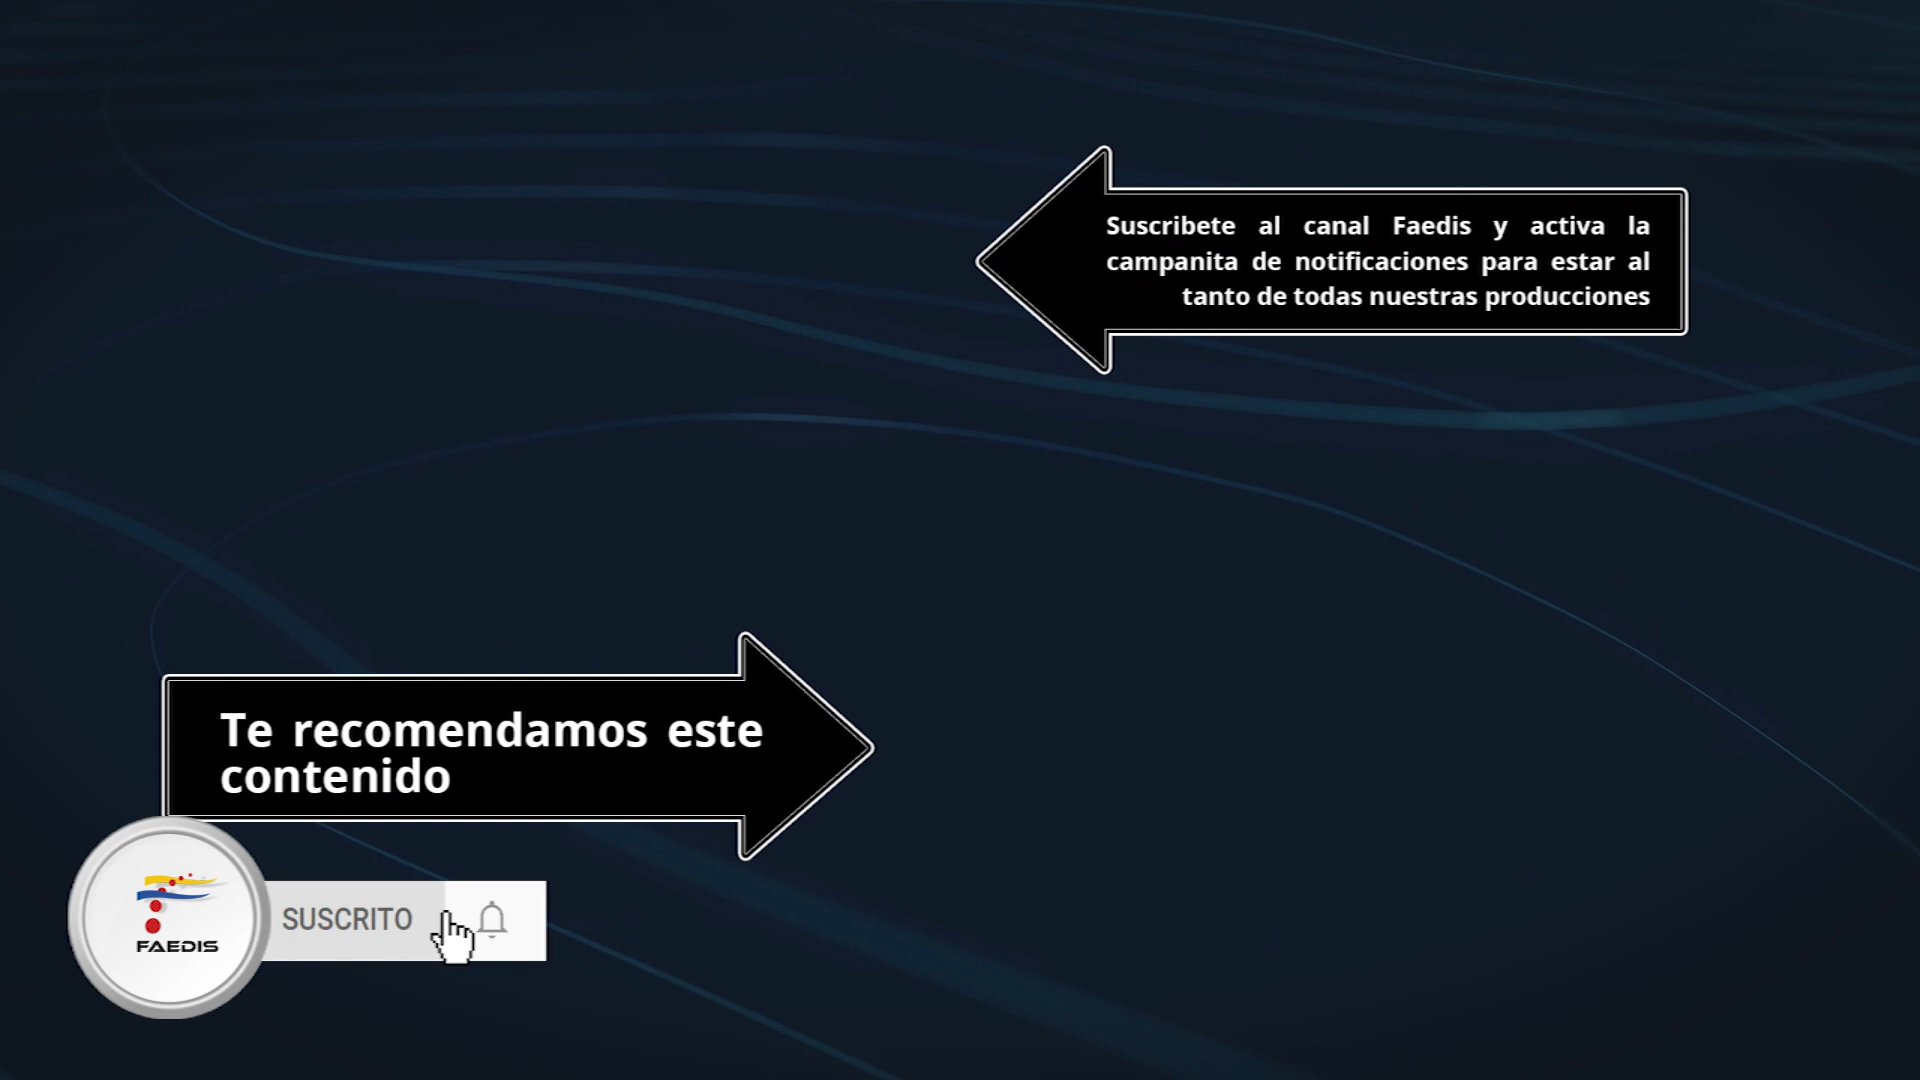 Suscribete al canal Faedis y activa la
campanita de notificaciones para estar al
tanto de todas nuestras producciones
Te recomendamos este
contenido
FAEDIS
SUSCRITO